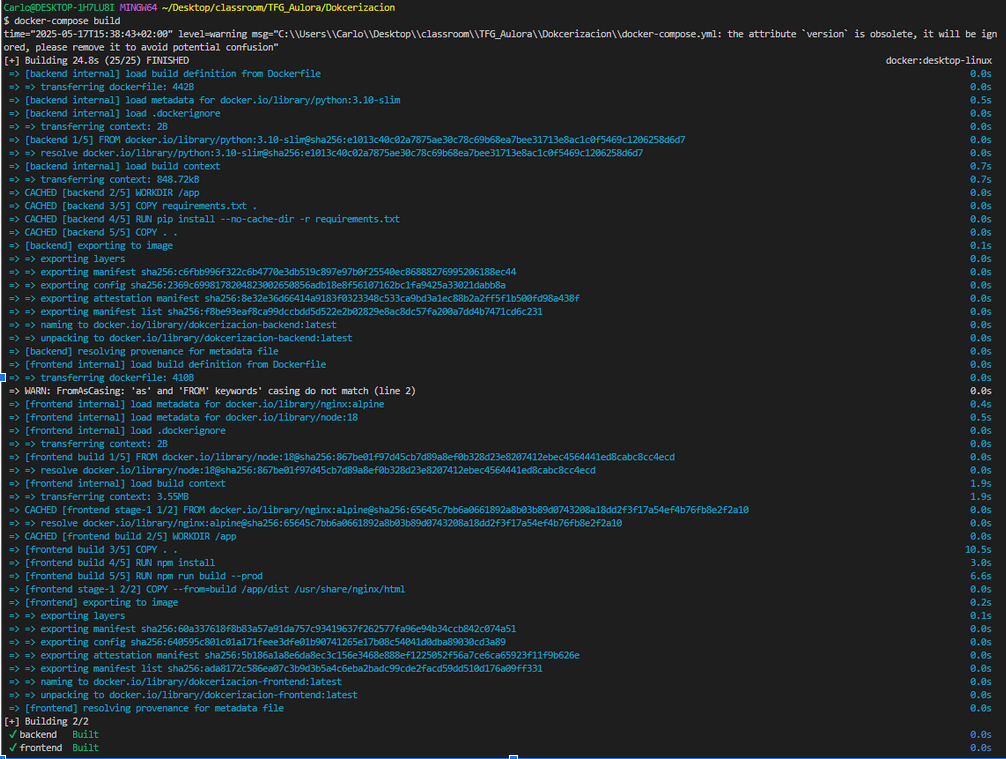 Carlo@DESKTOP-1H7LU8I MINGW64 ~/Desktop/classroom/TFG_Aulora/Dokcerizacion
$ docker-compose build
time="2025-05-17T15:38:43+02:00" level=warning msg="C:\\Users\\Carlo\\Desktop\\classroom\\TFG_Aulora\\Dokcerizacion\\docker-compose.yml: the attribute `version` is obsolete, it will be ign
ored, please remove it to avoid potential confusion"
[+] Building 24.8s (25/25) FINISHED docker:desktop-linux
=> [backend internal] load build definition from Dockerfile 0.0s
=> => transferring dockerfile: 442B 0.0s
=> [backend internal] load metadata for docker.io/library/python:3.10-slim 0.5s
=> [backend internal] load .dockerignore 0.0s
=> => transferring context: 2B 0.0s
=> [backend 1/5] FROM docker.io/library/python:3.10-slim@sha256:e1013c40c02a7875ae30c78c69b68ea7bee31713e8ac1c0f5469c1206258d6d7 0.0s
=> => resolve docker.io/library/python:3.10-slim@sha256:e1013c40c02a7875ae30c78c69b68ea7bee31713e8ac1c0f5469c1206258d6d7 0.0s
=> [backend internal] load build context 0.7s
=> => transferring context: 848.72kB 0.7s
=> CACHED [backend 2/5] WORKDIR /app 0.0s
=> CACHED [backend 3/5] COPY requirements.txt . 0.0s
=> CACHED [backend 4/5] RUN pip install --no-cache-dir -r requirements.txt 0.0s
=> CACHED [backend 5/5] COPY . . 0.0s
=> [backend] exporting to image 0.1s
=> => exporting layers 0.0s
=> => exporting manifest sha256:c6fbb996f322c6b4770e3db519c897e97b0f25540ec86888276995206188ec44 0.0s
=> => exporting config sha256:2369c6998178204823002650856adb18e8f56107162bc1fa9425a33021dabb8a 0.0s
=> => exporting attestation manifest sha256:8e32e36d66414a9183f0323348c533ca9bd3a1ec88b2a2ff5f1b500fd98a438f 0.0s
=> => exporting manifest list sha256:f8be93eaf8ca99dccbdd5d522e2b02829e8ac8dc57fa200a7dd4b7471cd6c231 0.0s
=> => naming to docker.io/library/dokcerizacion-backend:latest 0.0s
=> => unpacking to docker.io/library/dokcerizacion-backend:latest 0.0s
=> [backend] resolving provenance for metadata file 0.0s
=> [frontend internal] load build definition from Dockerfile 0.0s
=> => transferring dockerfile: 410B 0.0s
=> WARN: FromAsCasing: 'as' and 'FROM' keywords' casing do not match (line 2) 0.0s
=> [frontend internal] load metadata for docker.io/library/nginx:alpine 0.4s
=> [frontend internal] load metadata for docker.io/library/node:18 0.5s
=> [frontend internal] load .dockerignore 0.0s
=> => transferring context: 2B 0.0s
=> [frontend build 1/5] FROM docker.io/library/node:18@sha256:867be01f97d45cb7d89a8ef0b328d23e8207412ebec4564441ed8cabc8cc4ecd 0.0s
=> => resolve docker.io/library/node:18@sha256:867be01f97d45cb7d89a8ef0b328d23e8207412ebec4564441ed8cabc8cc4ecd 0.0s
=> [frontend internal] load build context 1.9s
=> => transferring context: 3.55MB 1.9s
=> CACHED [frontend stage-1 1/2] FROM docker.io/library/nginx:alpine@sha256:65645c7bb6a0661892a8b03b89d0743208a18dd2f3f17a54ef4b76fb8e2f2a10 0.0s
=> => resolve docker.io/library/nginx:alpine@sha256:65645c7bb6a0661892a8b03b89d0743208a18dd2f3f17a54ef4b76fb8e2f2a10 0.0s
=> CACHED [frontend build 2/5] WORKDIR /app 0.0s
=> [frontend build 3/5] COPY . . 10.5s
=> [frontend build 4/5] RUN npm install 3.0s
=> [frontend build 5/5] RUN npm run build --prod 6.6s
=> [frontend stage-1 2/2] COPY --from=build /app/dist /usr/share/nginx/html 0.0s
=> [frontend] exporting to image 0.2s
=> => exporting layers 0.1s
=> => exporting manifest sha256:60a337618f8b83a57a91da757c93419637f262577fa96e94b34ccb842c074a51 0.0s
=> => exporting config sha256:640595c801c01a171feee3dfe01b90741265e17b08c54041d0dba89030cd3a89 0.0s
=> => exporting attestation manifest sha256:5b186a1a8e6da8ec3c156e3468e888ef1225052f56a7ce6ca65923f11f9b626e 0.0s
=> => exporting manifest list sha256:ada8172c586ea07c3b9d3b5a4c6eba2badc99cde2facd59dd510d176a09ff331 0.0s
=> => naming to docker.io/library/dokcerizacion-frontend:latest 0.0s
=> => unpacking to docker.io/library/dokcerizacion-frontend:latest 0.0s
=> [frontend] resolving provenance for metadata file 0.0s
[+] Building 2/2
✓ backend Built 0.0s
✓ frontend Built 0.0s